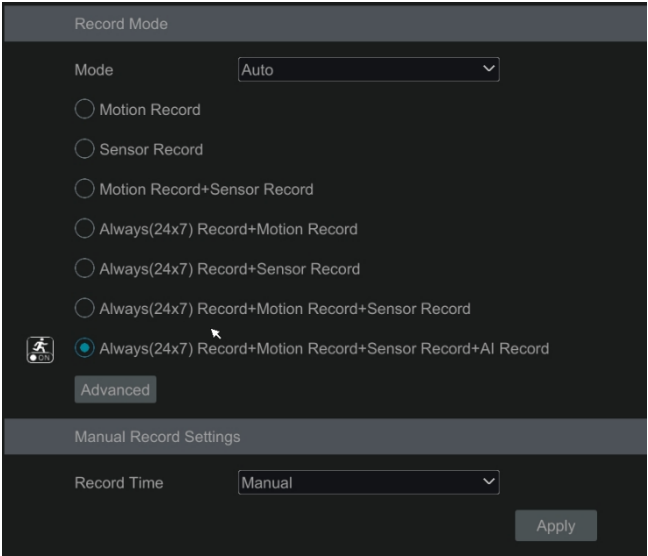 Record Mode
Mode Auto
Motion Record
Sensor Record
Motion Record+Sensor Record
Always(24x7) Record+Motion Record
Always(24x7) Record+Sensor Record
Always(24x7) Record+Motion Record+Sensor Record
ON Always(24x7) Record+Motion Record+Sensor Record+AI Record
Advanced
Manual Record Settings
Record Time Manual
Apply